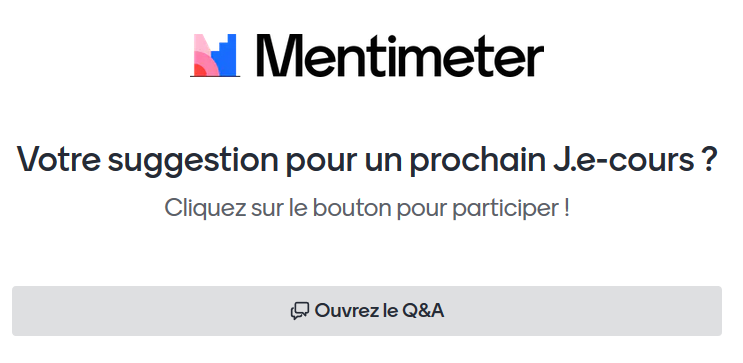 Mentimeter
Votre suggestion pour un prochain J.e-cours ?
Cliquez sur le bouton pour participer !
Ouvrez le Q&A